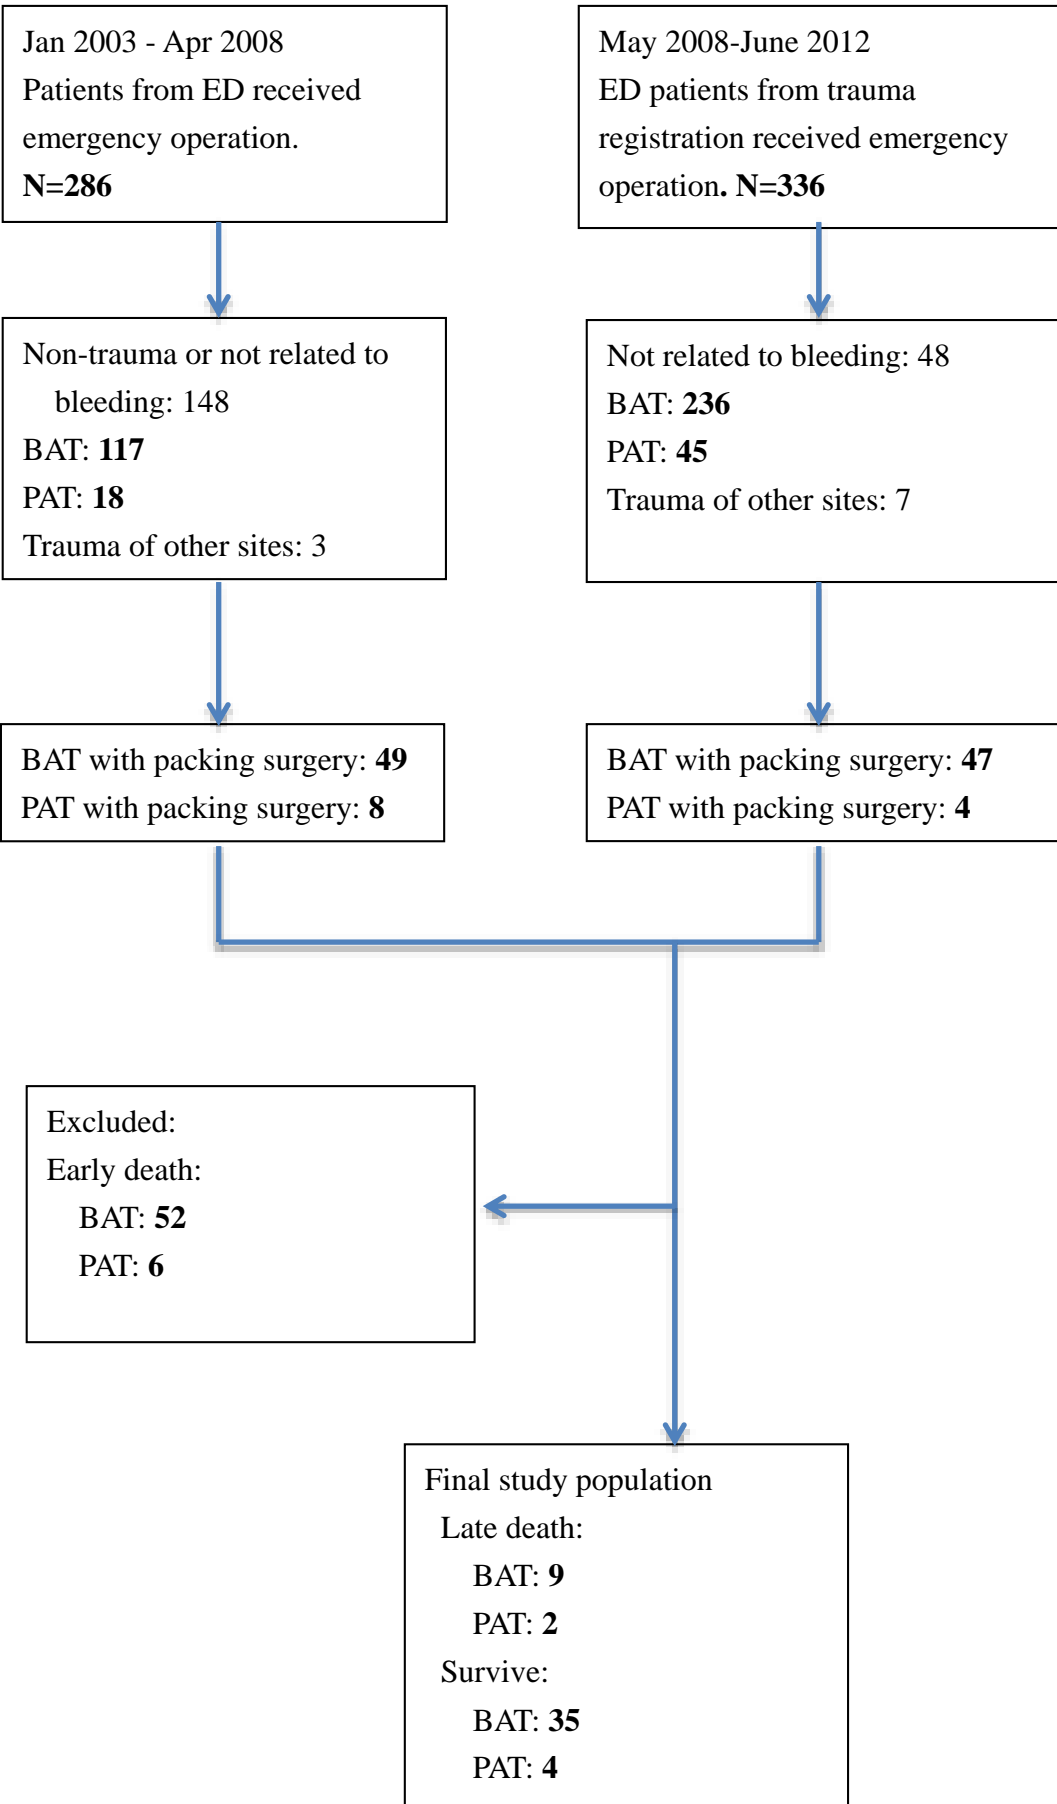 Jan 2003 - Apr 2008
Patients from ED received
emergency operation.
N=286
May 2008-June 2012
ED patients from trauma
registration received emergency
operation. N=336
Non-trauma or not related to
bleeding: 148
BAT: 117
PAT: 18
Trauma of other sites: 3
Not related to bleeding: 48
BAT: 236
PAT: 45
Trauma of other sites: 7
BAT with packing surgery: 49
PAT with packing surgery: 8
BAT with packing surgery: 47
PAT with packing surgery: 4
Excluded:
Early death:
BAT: 52
PAT: 6
Final study population
Late death:
BAT: 9
PAT: 2
Survive:
BAT: 35
PAT: 4